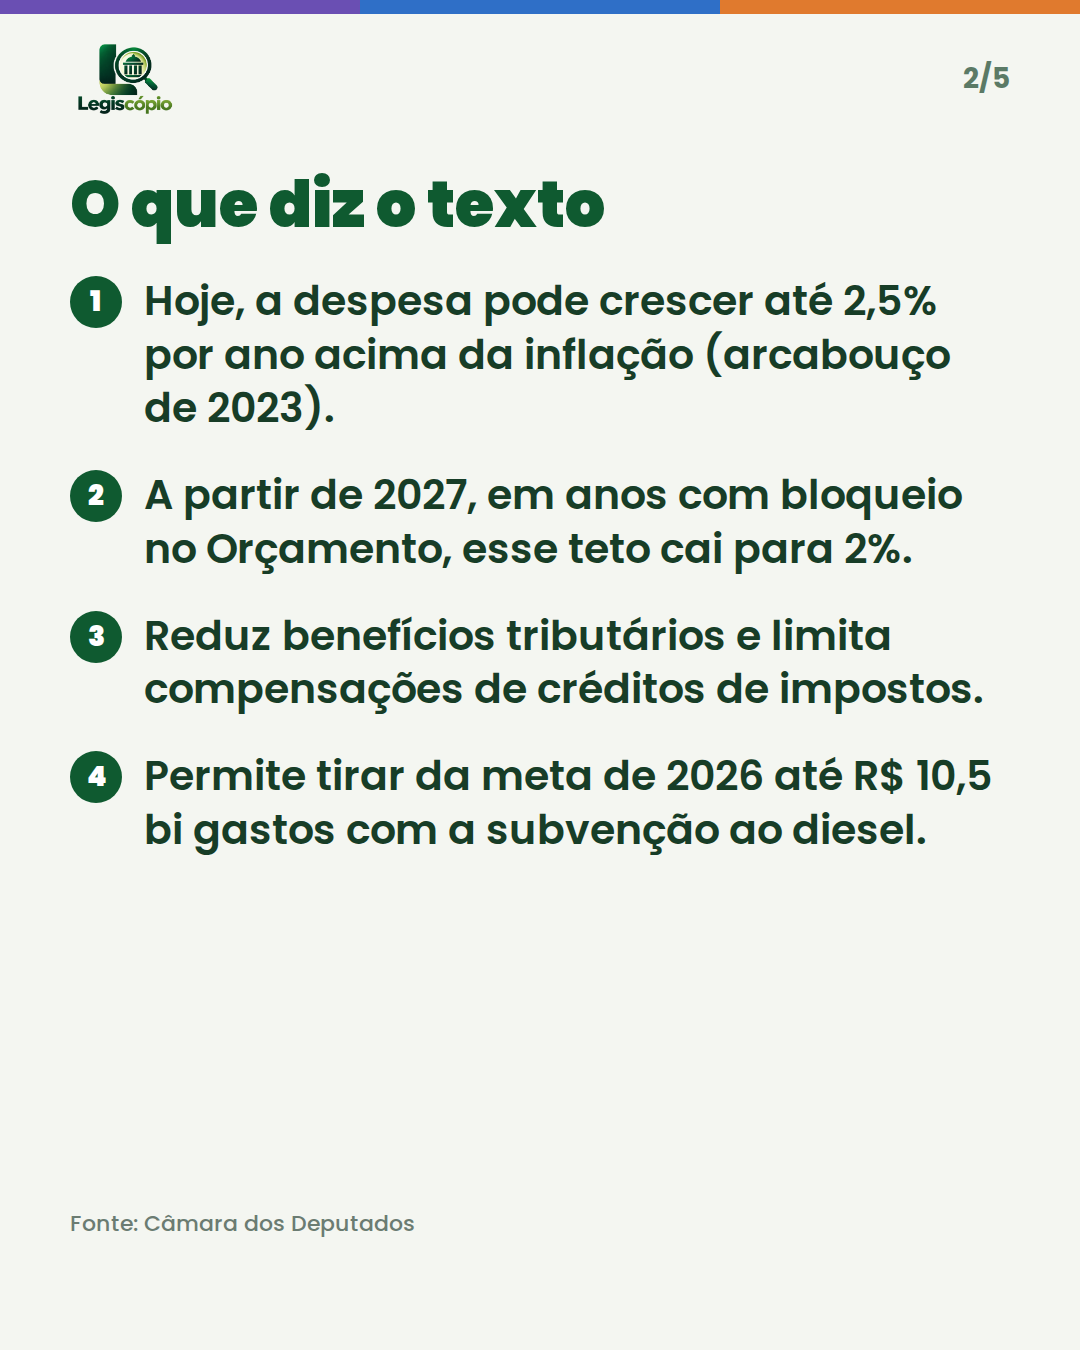 Legiscópio
2/5
O que diz o texto
1 Hoje, a despesa pode crescer até 2,5%
por ano acima da inflação (arcabouço
de 2023).
2 A partir de 2027, em anos com bloqueio
no Orçamento, esse teto cai para 2%.
3 Reduz benefícios tributários e limita
compensações de créditos de impostos.
4 Permite tirar da meta de 2026 até R$ 10,5
bi gastos com a subvenção ao diesel.
Fonte: Câmara dos Deputados